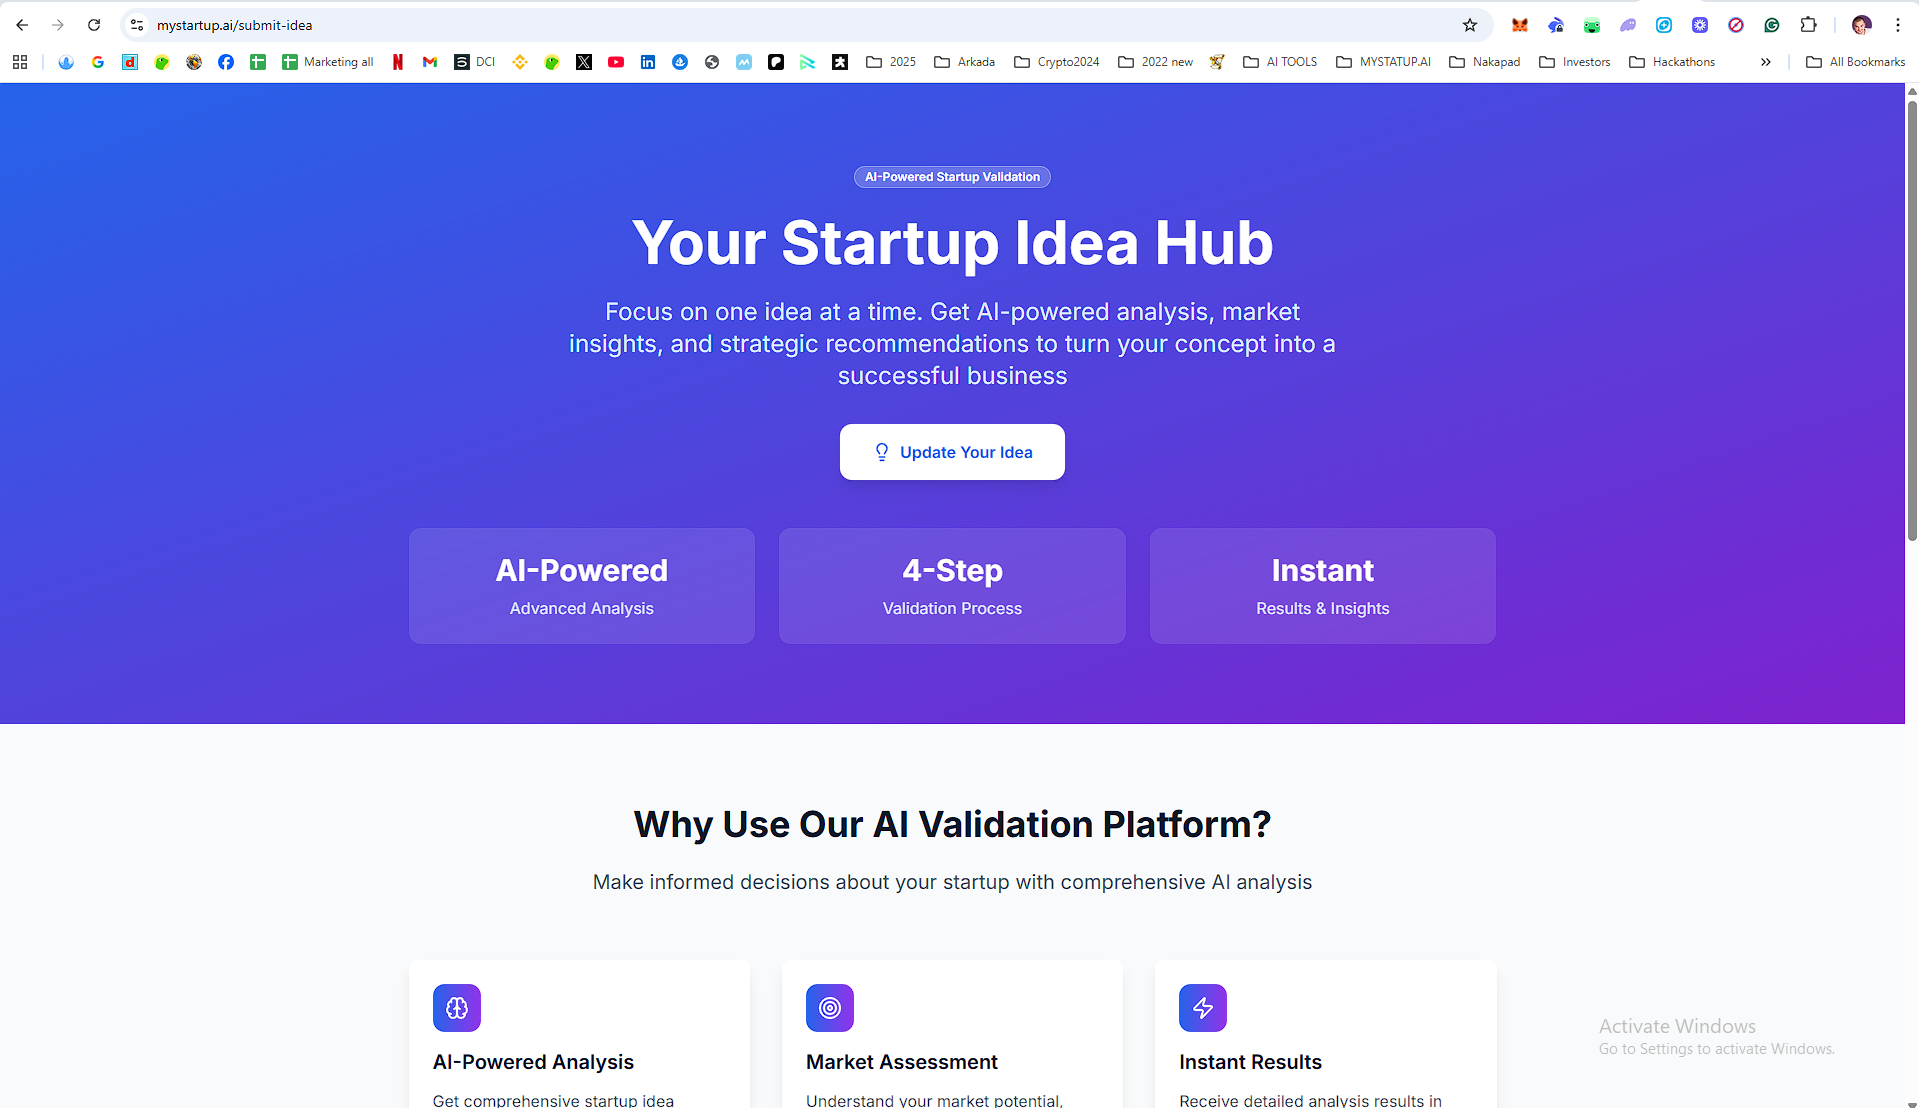 mystartup.ai/submit-idea
Marketing all
DCI
2025
Arkada
Crypto2024
2022 new
AI TOOLS
MYSTATUP.AI
Nakapad
Investors
Hackathons
All Bookmarks
AI-Powered Startup Validation
Your Startup Idea Hub
Focus on one idea at a time. Get AI-powered analysis, market
insights, and strategic recommendations to turn your concept into a
successful business
Update Your Idea
AI-Powered
Advanced Analysis
4-Step
Validation Process
Instant
Results & Insights
Why Use Our AI Validation Platform?
Make informed decisions about your startup with comprehensive AI analysis
AI-Powered Analysis
Get comprehensive startup idea
Market Assessment
Understand your market potential,
Instant Results
Receive detailed analysis results in
Activate Windows
Go to Settings to activate Windows.